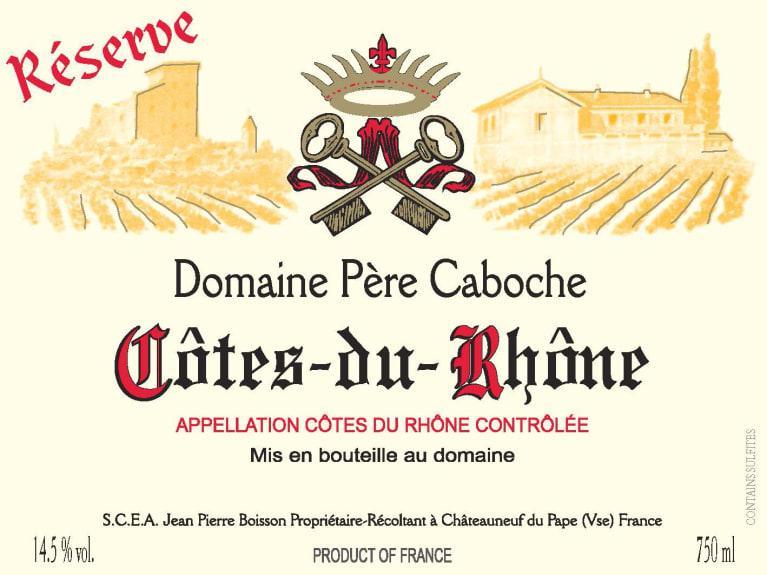 Réserve
Domaine Père Caboche
Côtes-du-Rhône
APPELLATION CÔTES DU RHÔNE CONTRÔLÉE
Mis en bouteille au domaine
CONTAINS SULFITES
S.C.E.A. Jean Pierre Boisson Propriétaire-Récoltant à Châteauneuf du Pape (Vse) France
14.5 % vol.
PRODUCT OF FRANCE
750 ml